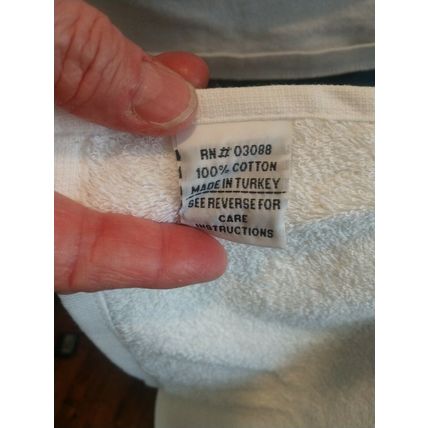 RN# 03088
100% COTTON
MADE IN TURKEY
SEE REVERSE FOR
CARE
INSTRUCTIONS